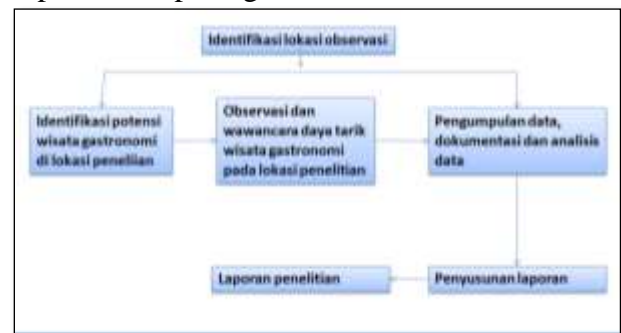 Identifikasi lokasi observasi
Identifikasi potensi
wisata gastronomi
di lokasi peneliian
Observasi dan
wawancara daya tarik
wisata gastronomi
pada lokasi penelitian
Pengumpulan data,
dokumentasi dan analisis
data
Laporan penelitian
Penyusunan laporan